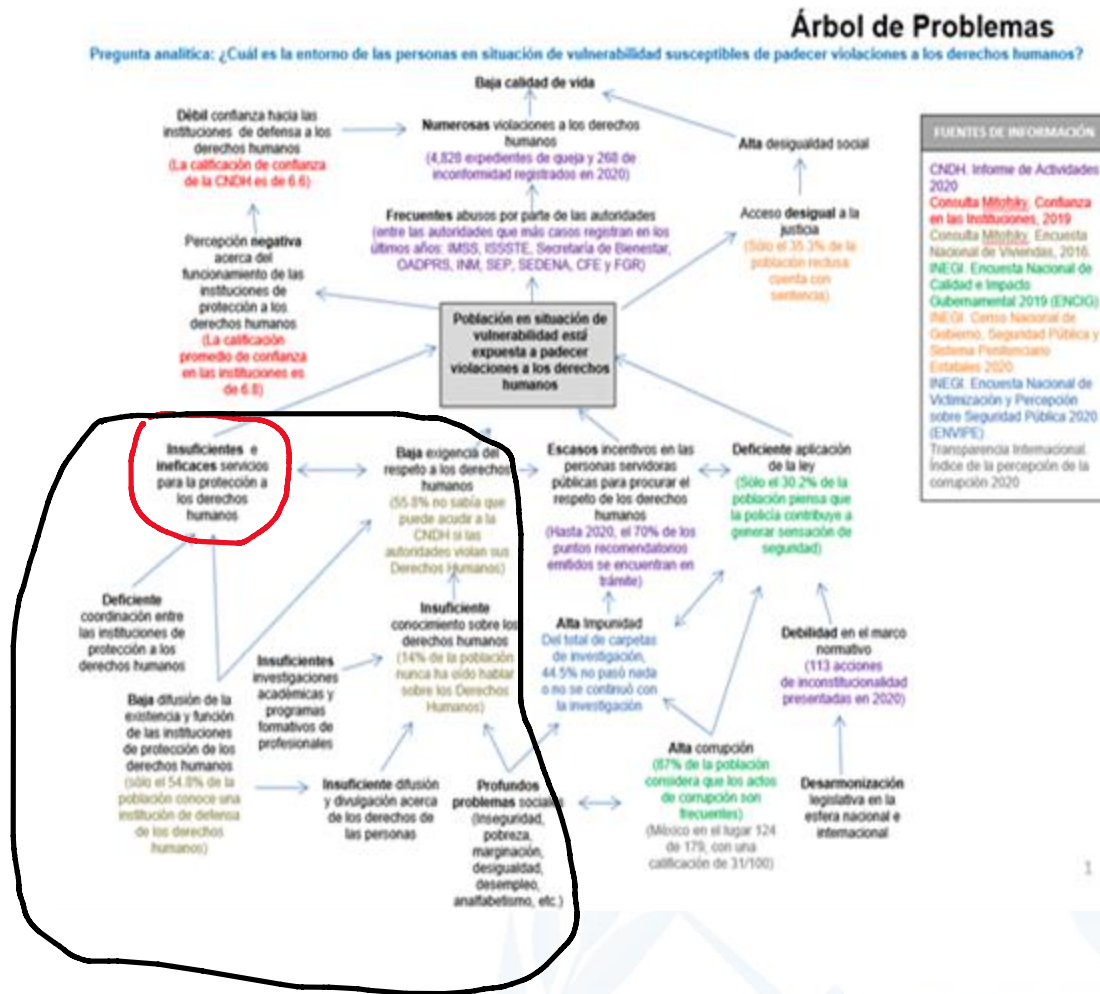 Árbol de Problemas
Pregunta analítica: ¿Cuál es la entorno de las personas en situación de vulnerabilidad susceptibles de padecer violaciones a los derechos humanos?
Baja calidad de vida
Débil confianza hacia las
instituciones de defensa a los
derechos humanos
(La calificación de confianza
de la CNDH es de 6.6)
Numerosas violaciones a los derechos
humanos
(4,828 expedientes de queja y 268 de
inconformidad registrados en 2020)
Alta desigualdad social
Percepción negativa
acerca del
funcionamiento de las
instituciones de
protección a los
derechos humanos
(La calificación
promedio de confianza
en las instituciones es
de 6.8)
Frecuentes abusos por parte de las autoridades
(entre las autoridades que más casos registran en los
últimos años: IMSS, ISSSTE, Secretaría de Bienestar,
OADPRS, INM, SEP, SEDENA, CFE y FGR)
Acceso desigual a la
justicia
(Sólo el 35.3% de la
población reclusa
cuenta con
sentencia)
Población en situación de
vulnerabilidad está
expuesta a padecer
violaciones a los derechos
humanos
Insuficientes e
ineficaces servicios
para la protección a
los derechos
humanos
Baja exigencia del
respeto a los derechos
humanos
(55.8% no sabía que
puede acudir a la
CNDH si las
autoridades violan sus
Derechos Humanos)
Escasos incentivos en las
personas servidoras
públicas para procurar el
respeto de los derechos
humanos
(Hasta 2020, el 70% de los
puntos recomendatorios
emitidos se encuentran en
trámite)
Deficiente aplicación
de la ley
(Sólo el 30.2% de la
población piensa que
la policía contribuye a
generar sensación de
seguridad)
Deficiente
coordinación entre
las instituciones de
protección a los
derechos humanos
Insuficientes
investigaciones
académicas y
programas
formativos de
profesionales
Insuficiente
conocimiento sobre los
derechos humanos
(14% de la población
nunca ha oído hablar
sobre los Derechos
Humanos)
Alta Impunidad
Del total de carpetas
de investigación,
44.5% no pasó nada
o no se continuó con
la investigación
Debilidad en el marco
normativo
(113 acciones
de inconstitucionalidad
presentadas en 2020)
Baja difusión de la
existencia y función
de las instituciones
de protección de los
derechos humanos
(sólo el 54.8% de la
población conoce una
institución de defensa
de los derechos
humanos)
Insuficiente difusión
y divulgación acerca
de los derechos de
las personas
Profundos
problemas sociales
(Inseguridad,
pobreza,
marginación,
desigualdad,
desempleo,
analfabetismo, etc.)
Alta corrupción
(87% de la población
considera que los actos
de corrupción son
frecuentes)
(México en el lugar 124
de 179, con una
calificación de 31/100)
Desarmonización
legislativa en la
esfera nacional e
internacional
FUENTES DE INFORMACIÓN
CNDH. Informe de Actividades
2020
Consulta Mitofsky, Confianza
en las Instituciones, 2019
Consulta Mitofsky, Encuesta
Nacional de Viviendas, 2016.
INEGI. Encuesta Nacional de
Calidad e Impacto
Gubernamental 2019 (ENCIG)
INEGI. Censo Nacional de
Gobierno, Seguridad Pública y
Sistema Penitenciario
Estatales 2020
INEGI. Encuesta Nacional de
Victimización y Percepción
sobre Seguridad Pública 2020
(ENVIPE)
Transparencia Internacional.
Índice de la percepción de la
corrupción 2020
1